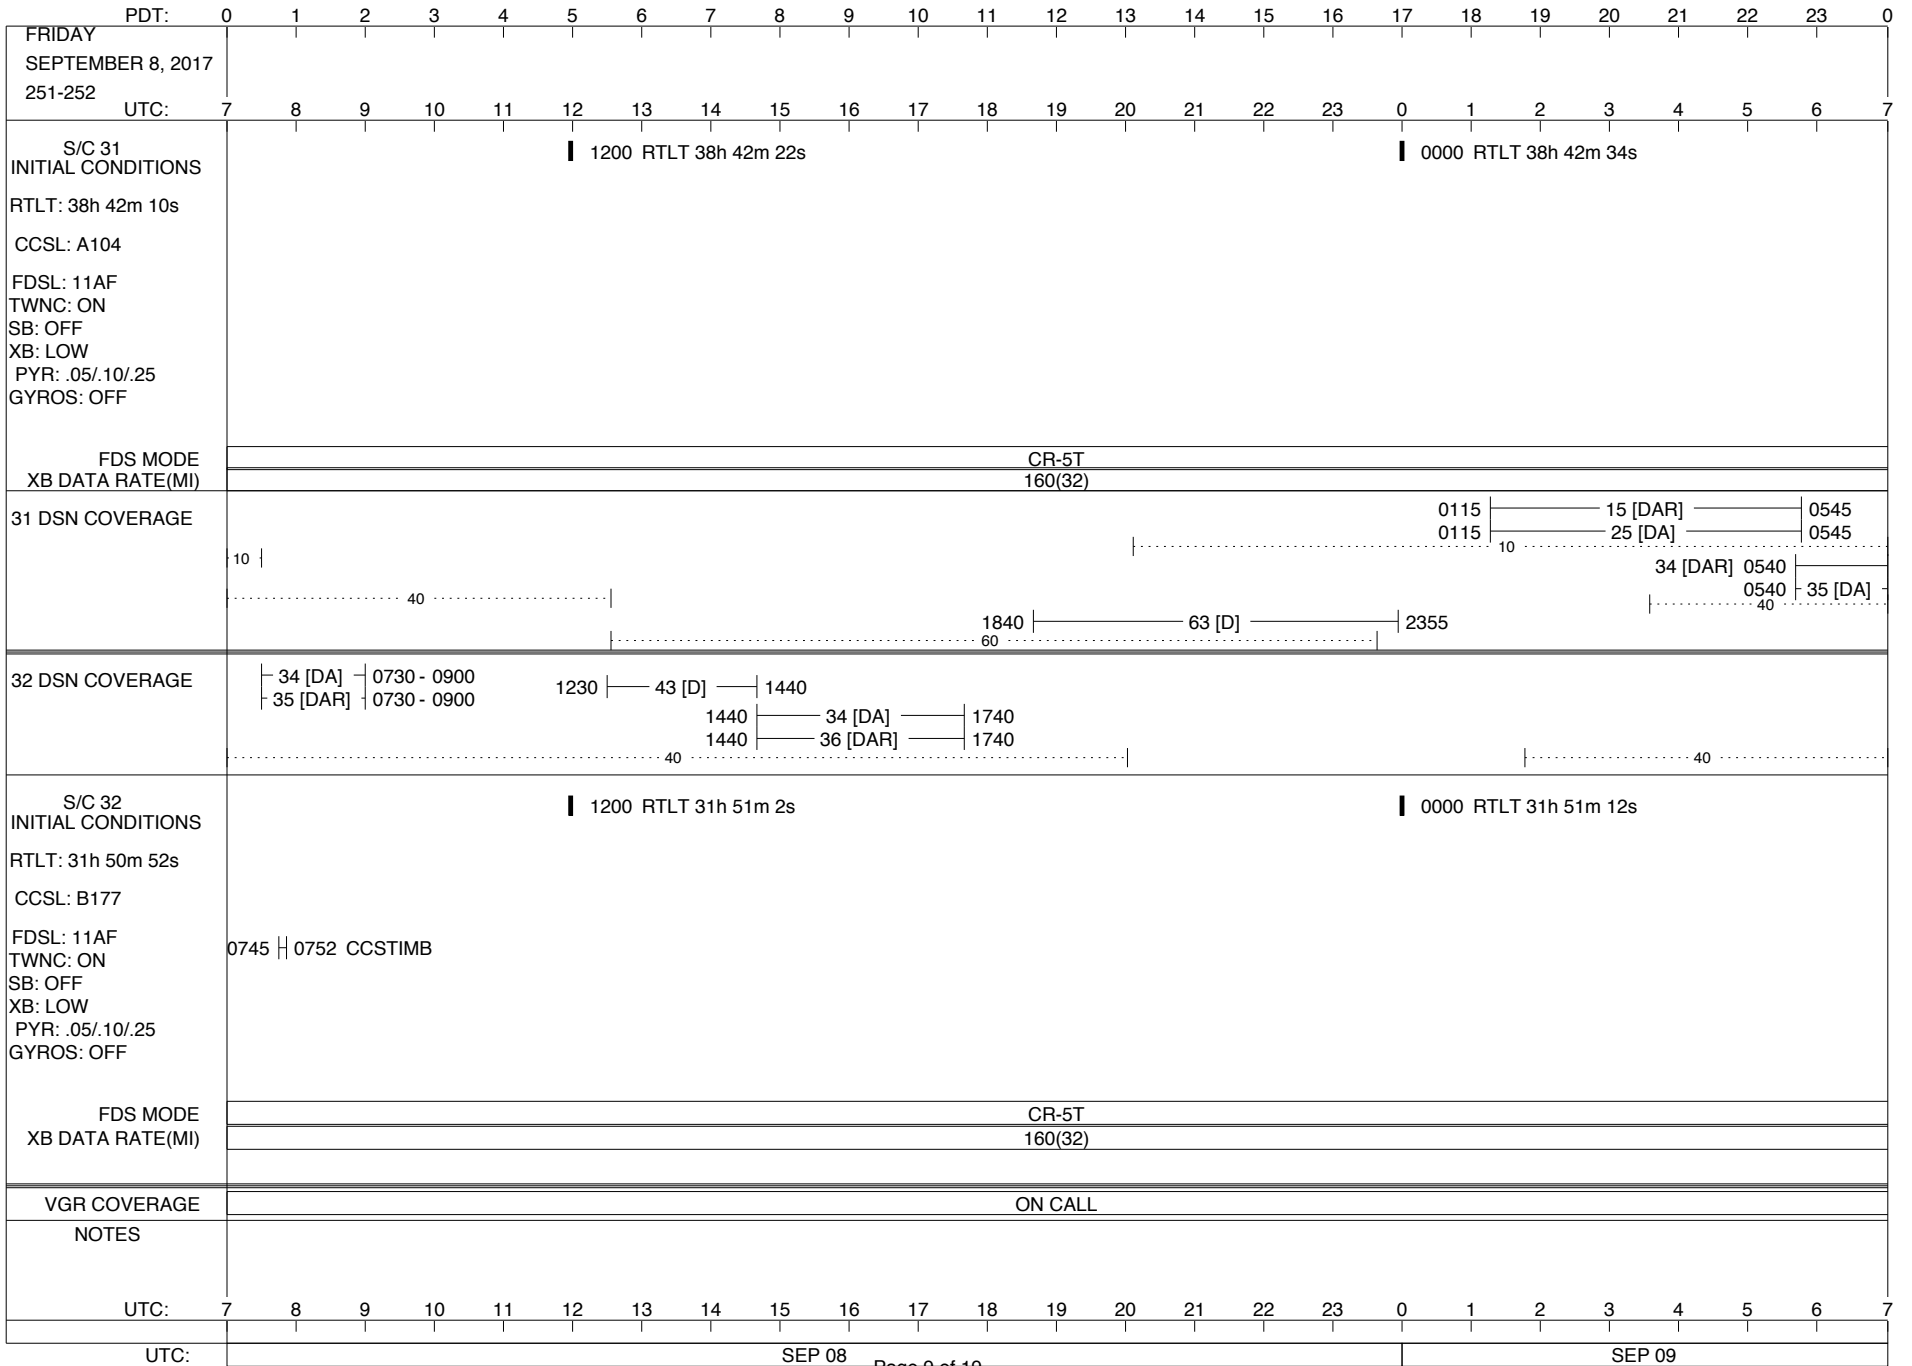 PDT: 0 1 2 3 4 5 6 7 8 9 10 11 12 13 14 15 16 17 18 19 20 21 22 23 0
FRIDAY
SEPTEMBER 8, 2017
251-252
UTC: 7 8 9 10 11 12 13 14 15 16 17 18 19 20 21 22 23 0 1 2 3 4 5 6 7
S/C 31
INITIAL CONDITIONS
1200 RTLT 38h 42m 22s
0000 RTLT 38h 42m 34s
RTLT: 38h 42m 10s
CCSL: A104
FDSL: 11AF
TWNC: ON
SB: OFF
XB: LOW
PYR: .05/.10/.25
GYROS: OFF
FDS MODE CR-5T
XB DATA RATE(MI) 160(32)
31 DSN COVERAGE
0115 15 [DAR] 0545
0115 25 [DA] 0545
10
10
34 [DAR] 0540
0540 35 [DA]
40
40
1840 63 [D] 2355
60
32 DSN COVERAGE
34 [DA] 0730 - 0900
35 [DAR] 0730 - 0900
1230 43 [D] 1440
1440 34 [DA] 1740
1440 36 [DAR] 1740
40 40
S/C 32
INITIAL CONDITIONS
1200 RTLT 31h 51m 2s
0000 RTLT 31h 51m 12s
RTLT: 31h 50m 52s
CCSL: B177
FDSL: 11AF
0745 0752 CCSTIMB
TWNC: ON
SB: OFF
XB: LOW
PYR: .05/.10/.25
GYROS: OFF
FDS MODE CR-5T
XB DATA RATE(MI) 160(32)
VGR COVERAGE ON CALL
NOTES
UTC: 7 8 9 10 11 12 13 14 15 16 17 18 19 20 21 22 23 0 1 2 3 4 5 6 7
UTC: SEP 08 SEP 09